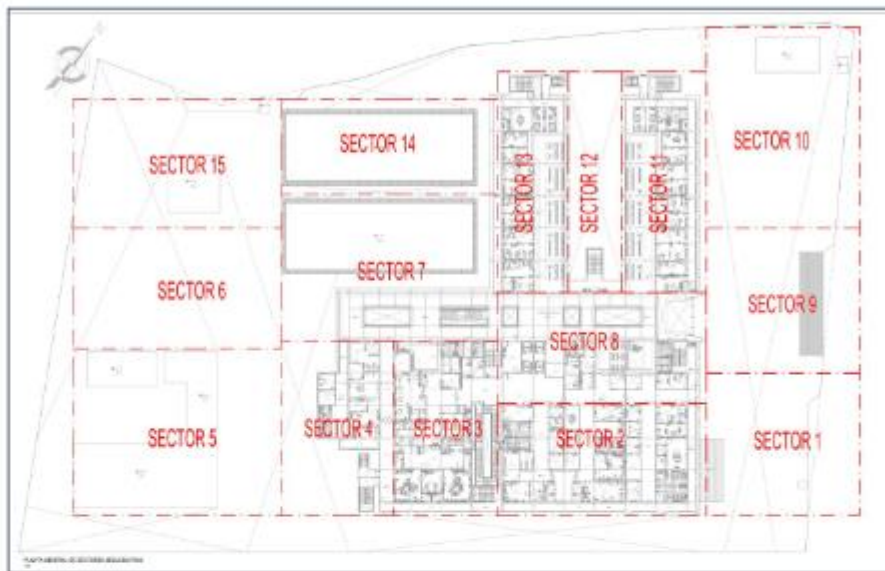 SECTOR 10
SECTOR 14
SECTOR 15
SECTOR 13
SECTOR 12
SECTOR 11
SECTOR 7
SECTOR 6
SECTOR 9
SECTOR 8
SECTOR 5
SECTOR 4
SECTOR 3
SECTOR 2
SECTOR 1